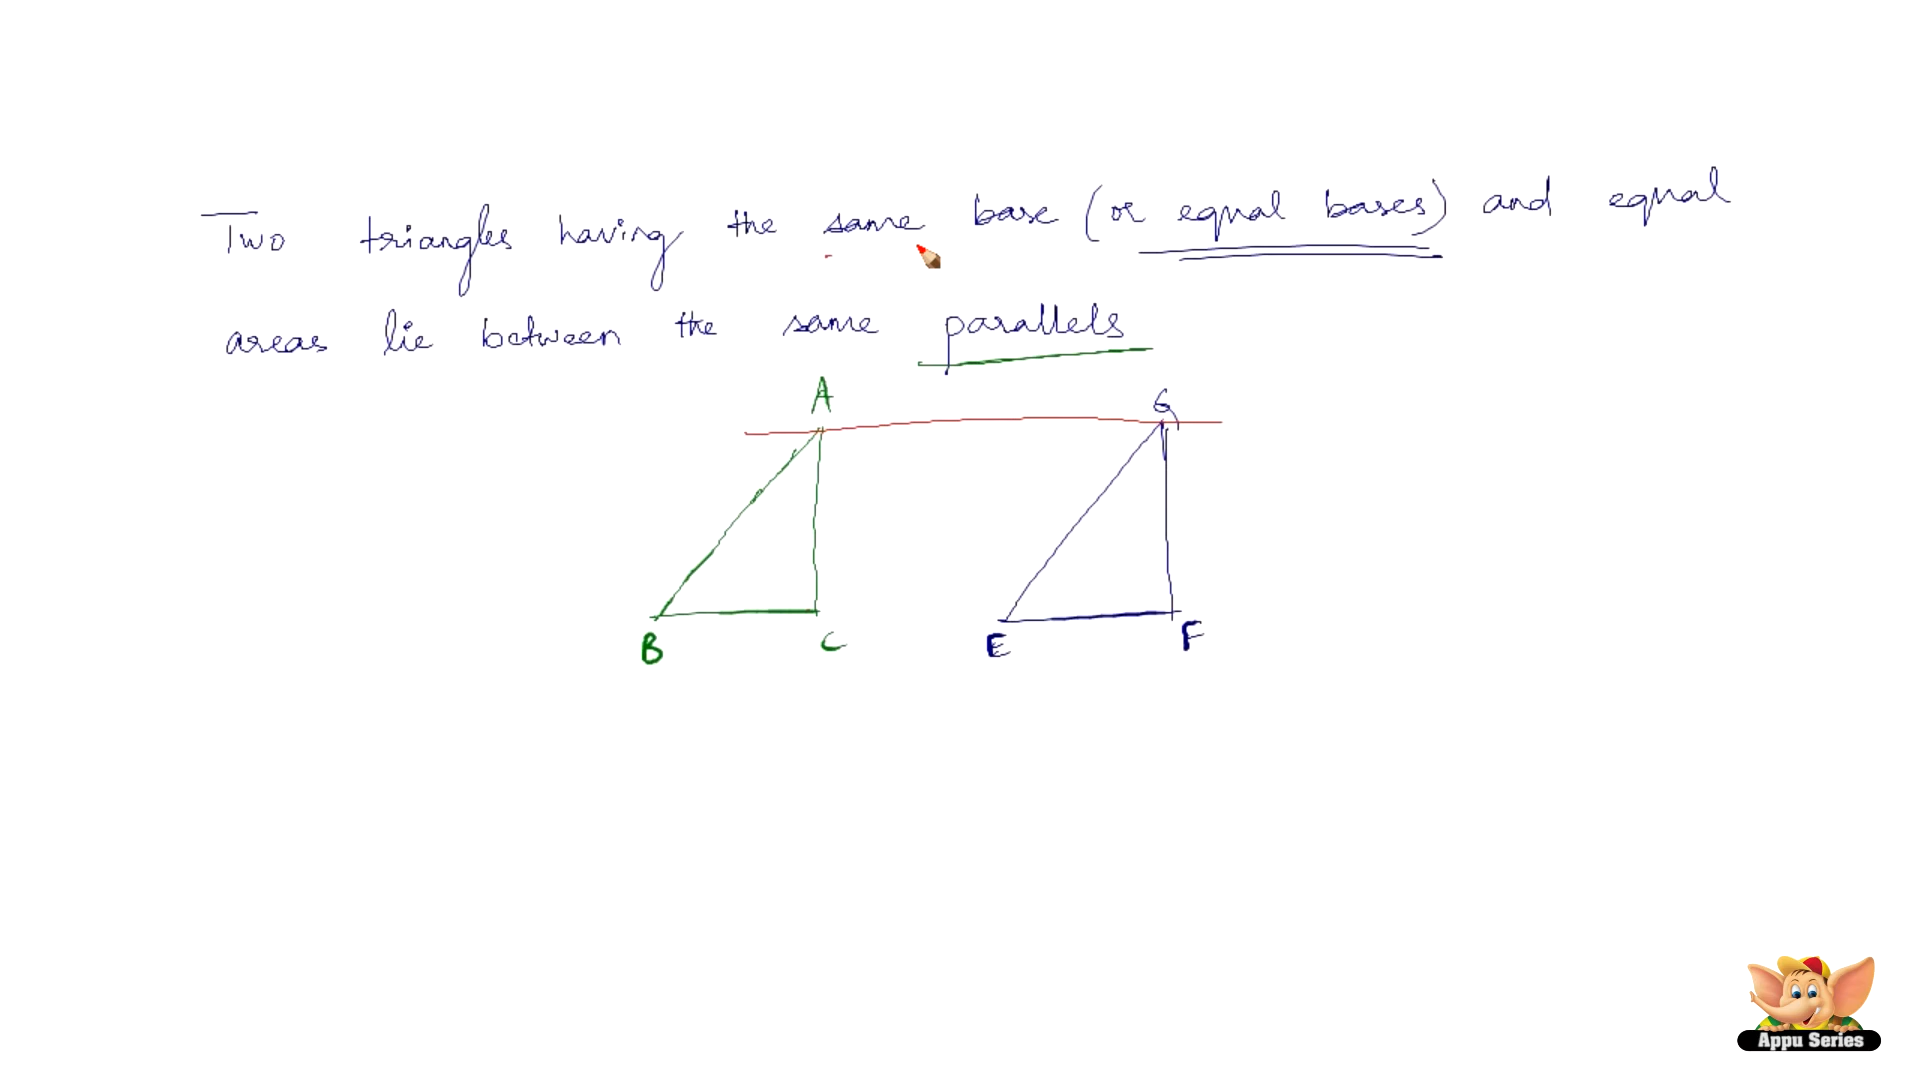 Two triangles having the same base (or equal bases) and equal
areas lie between the same parallels
A G
B C E F
Appu Series